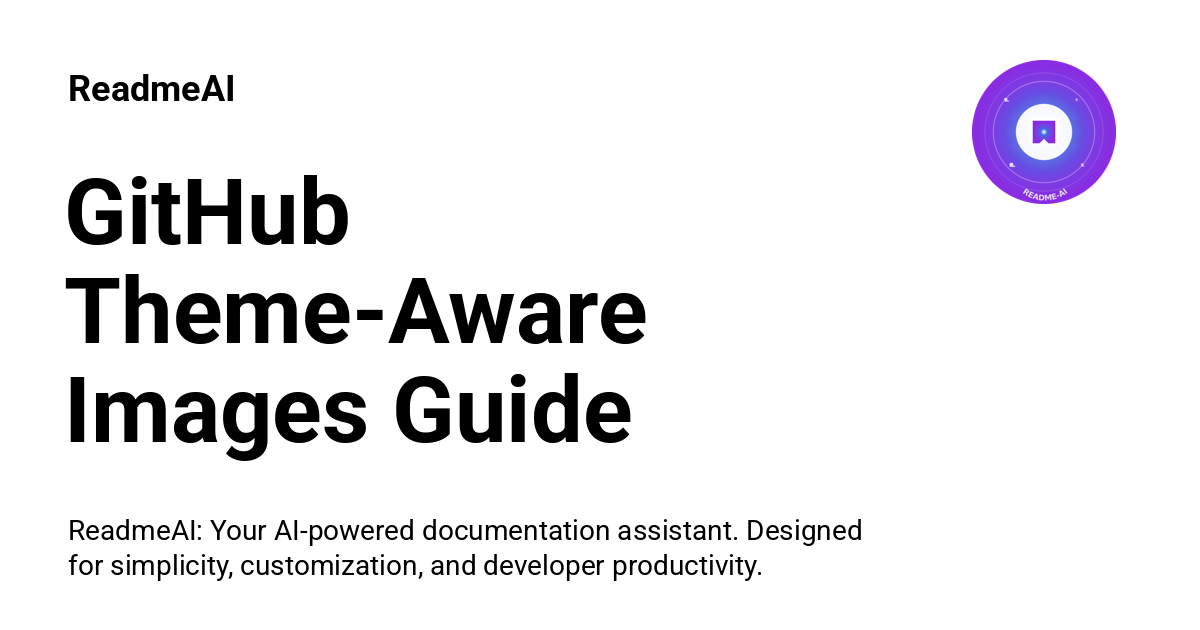 ReadmeAI
README-AI
GitHub
Theme-Aware
Images Guide
ReadmeAI: Your AI-powered documentation assistant. Designed
for simplicity, customization, and developer productivity.